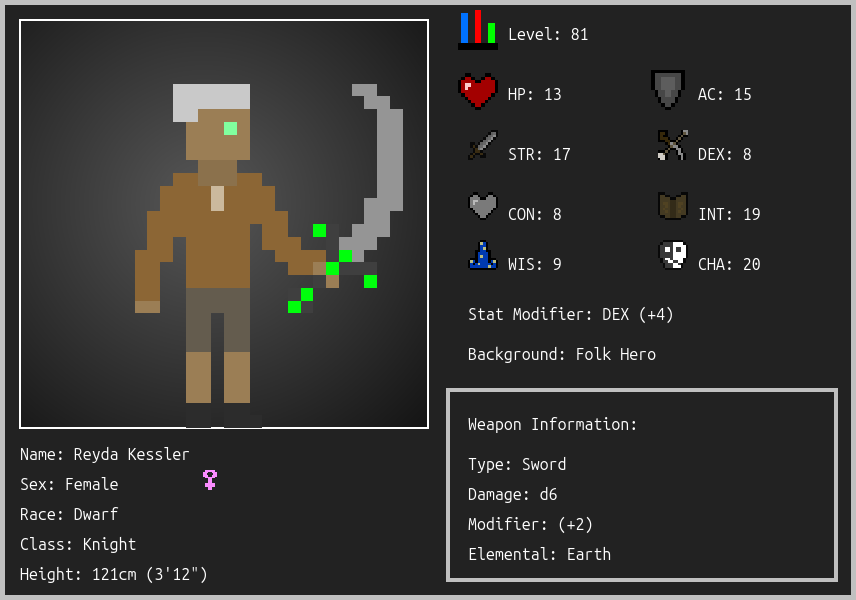 Level: 81
HP: 13
AC: 15
STR: 17
DEX: 8
CON: 8
INT: 19
WIS: 9
CHA: 20
Stat Modifier: DEX (+4)
Background: Folk Hero
Weapon Information:
Type: Sword
Damage: d6
Modifier: (+2)
Elemental: Earth
Name: Reyda Kessler
Sex: Female
Race: Dwarf
Class: Knight
Height: 121cm (3'12")